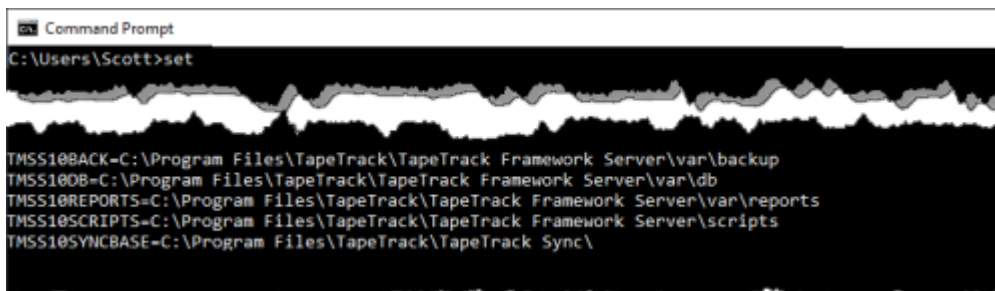 Command Prompt
C:\Users\Scott>set
TMSS10BACK=C:\Program Files\TapeTrack\TapeTrack Framework Server\var\backup
TMSS10DB=C:\Program Files\TapeTrack\TapeTrack Framework Server\var\db
TMSS10REPORTS=C:\Program Files\TapeTrack\TapeTrack Framework Server\var\reports
TMSS10SCRIPTS=C:\Program Files\TapeTrack\TapeTrack Framework Server\scripts
TMSS10SYNCBASE=C:\Program Files\TapeTrack\TapeTrack Sync\